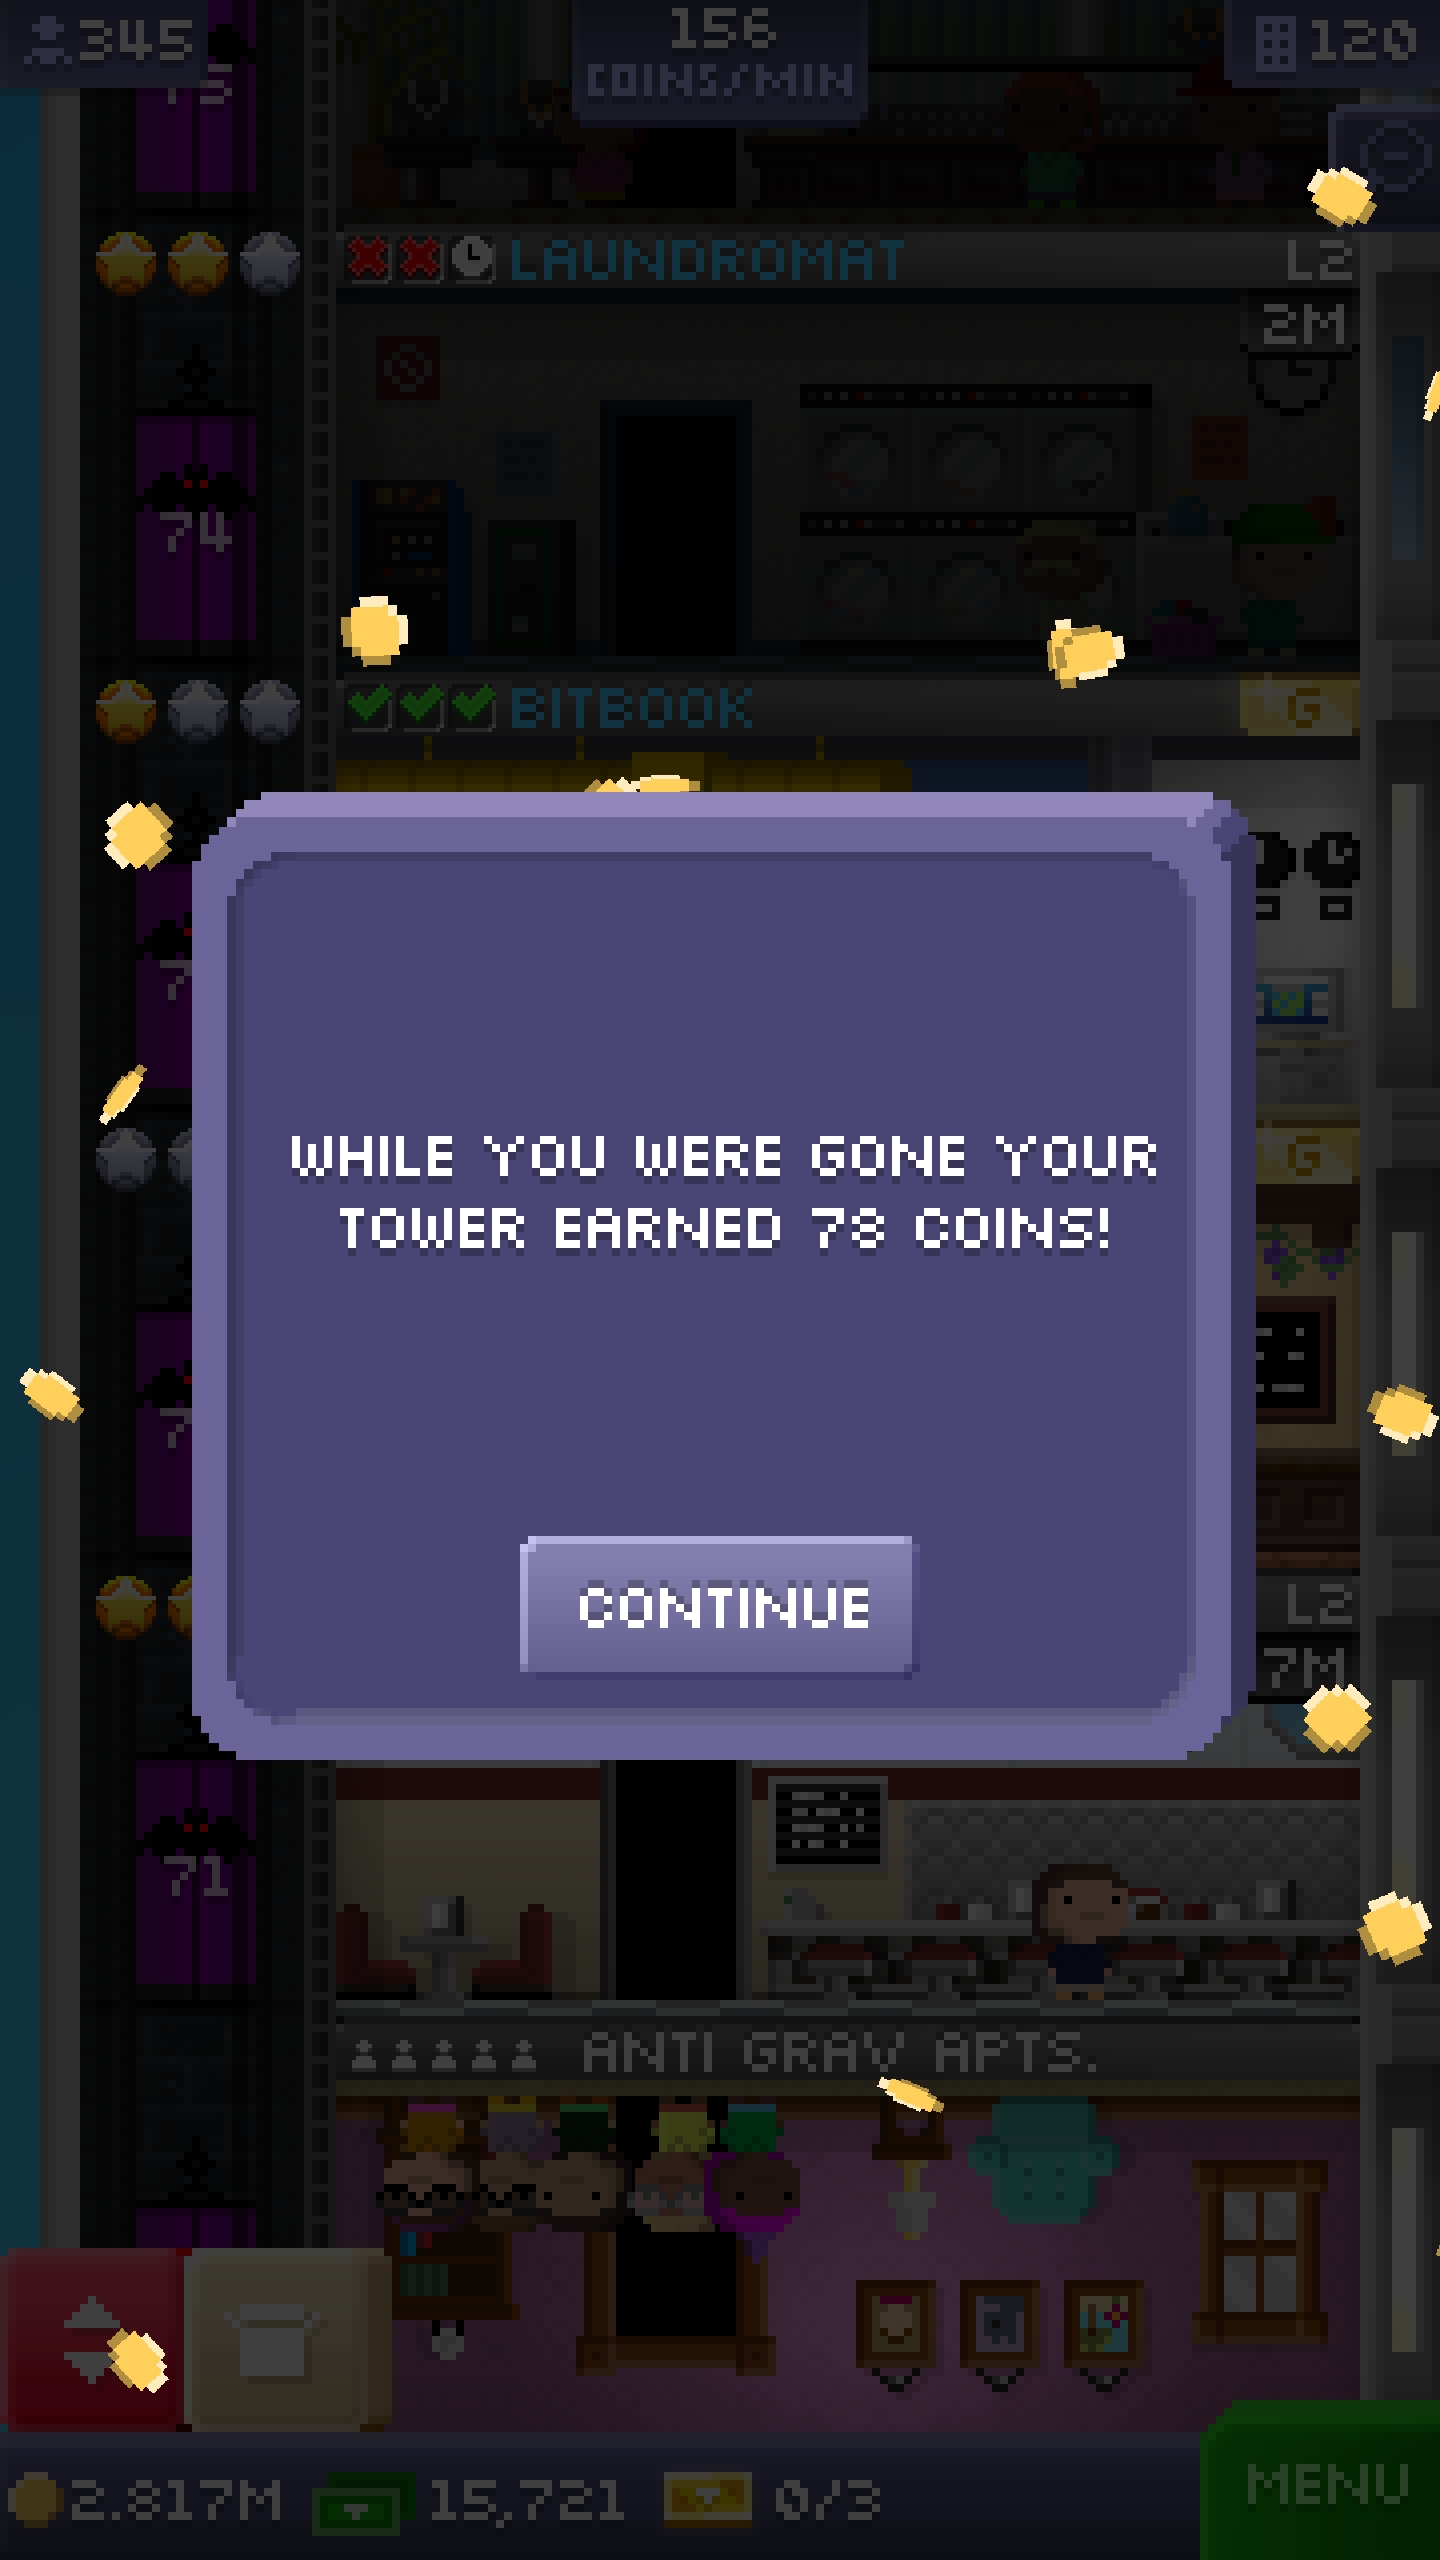 345
156
COINS/MIN
120
LAUNDROMAT
L2
2M
74
BITBOOK
G
WHILE YOU WERE GONE YOUR
TOWER EARNED 78 COINS!
G
CONTINUE
L2
7M
71
ANTI GRAV APTS.
2.817M
15,721
0/3
MENU